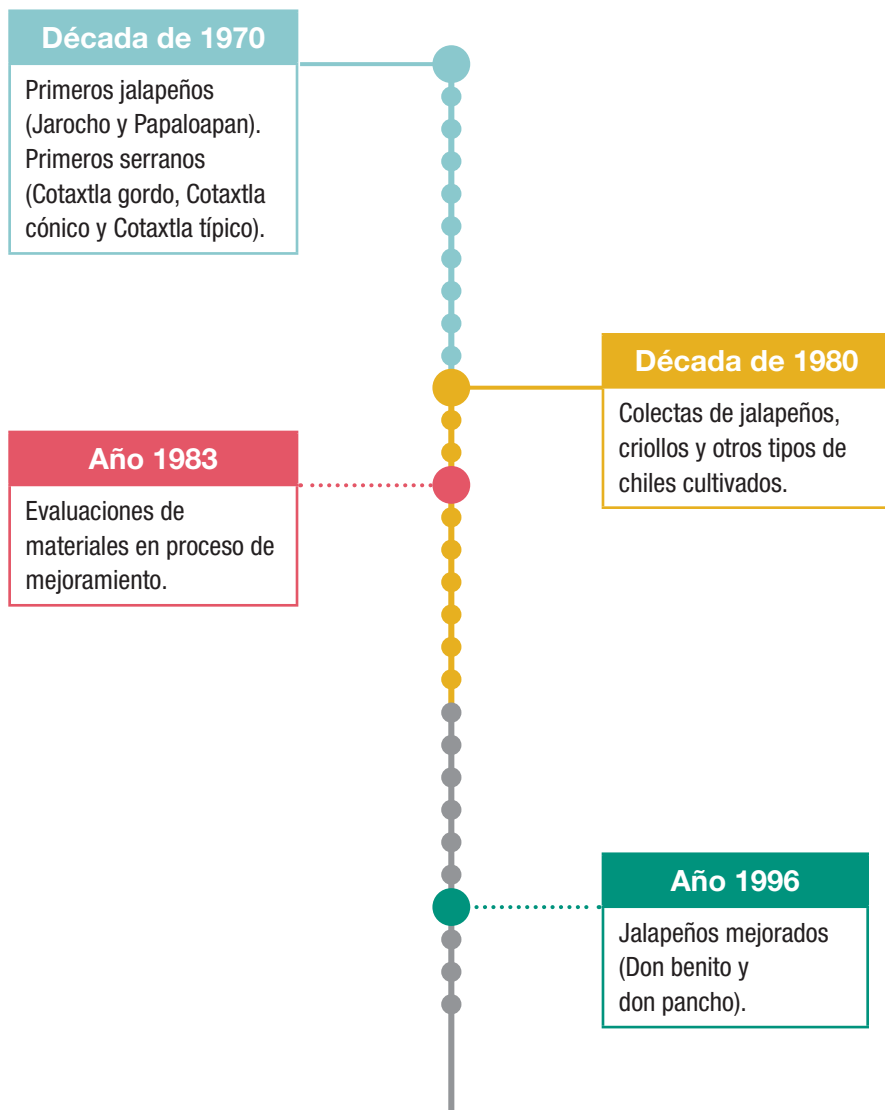 Década de 1970
Primeros jalapeños
(Jarocho y Papaloapan).
Primeros serranos
(Cotaxtla gordo, Cotaxtla
cónico y Cotaxtla típico).
Década de 1980
Colectas de jalapeños,
criollos y otros tipos de
chiles cultivados.
Año 1983
Evaluaciones de
materiales en proceso de
mejoramiento.
Año 1996
Jalapeños mejorados
(Don benito y
don pancho).